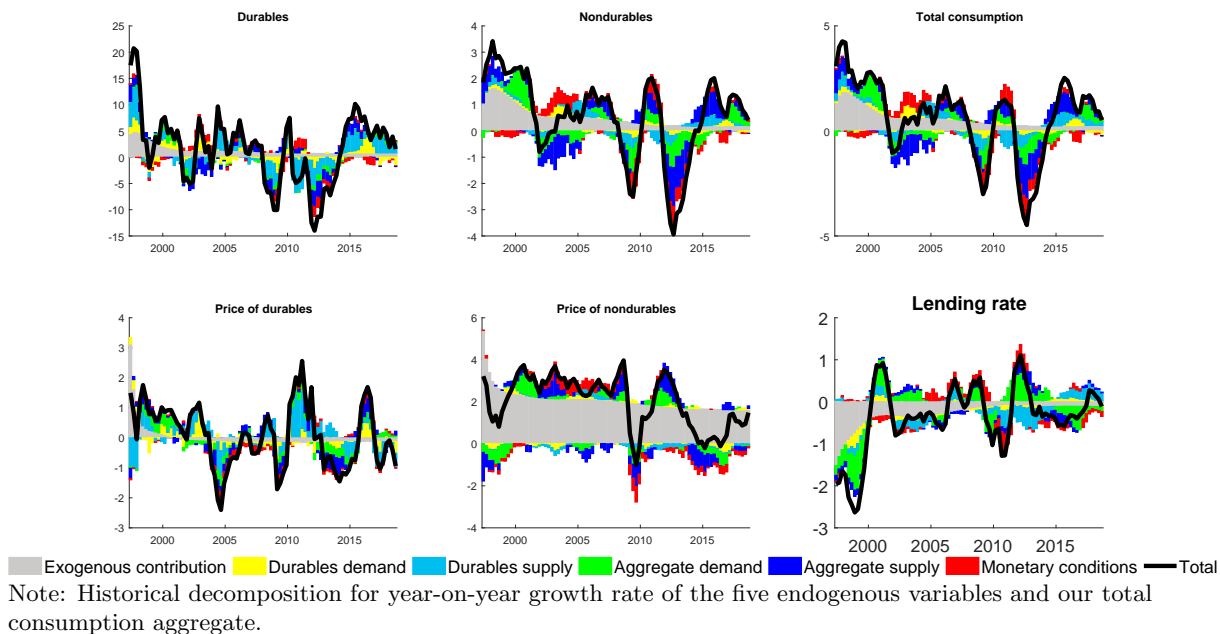 Durables
Nondurables
Total consumption
25
20
15
10
5
0
-5
-10
-15
2000 2005 2010 2015
4
3
2
1
0
-1
-2
-3
-4
2000 2005 2010 2015
5
0
-5
2000 2005 2010 2015
Price of durables
Price of nondurables
Lending rate
4
3
2
1
0
-1
-2
-3
2000 2005 2010 2015
6
4
2
0
-2
-4
2000 2005 2010 2015
2
1
0
-1
-2
-3
2000 2005 2010 2015
Exogenous contribution Durables demand Durables supply Aggregate demand Aggregate supply Monetary conditions Total
Note: Historical decomposition for year-on-year growth rate of the five endogenous variables and our total
consumption aggregate.